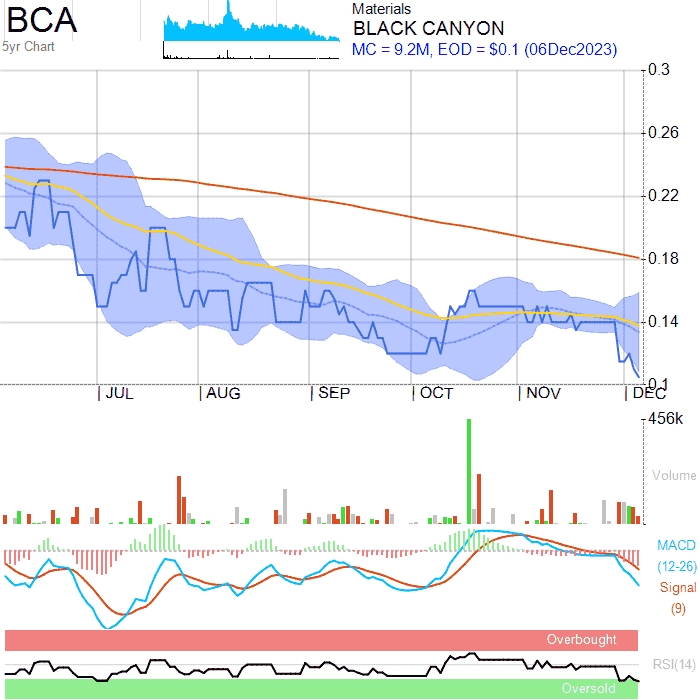 BCA
5yr Chart
Materials
BLACK CANYON
MC = 9.2M, EOD = $0.1 (06Dec2023)
0.3
0.26
0.22
0.18
0.14
0.1
JUL AUG SEP OCT NOV DEC
456k
Volume
MACD
(12-26)
Signal
(9)
Overbought
RSI(14)
Oversold